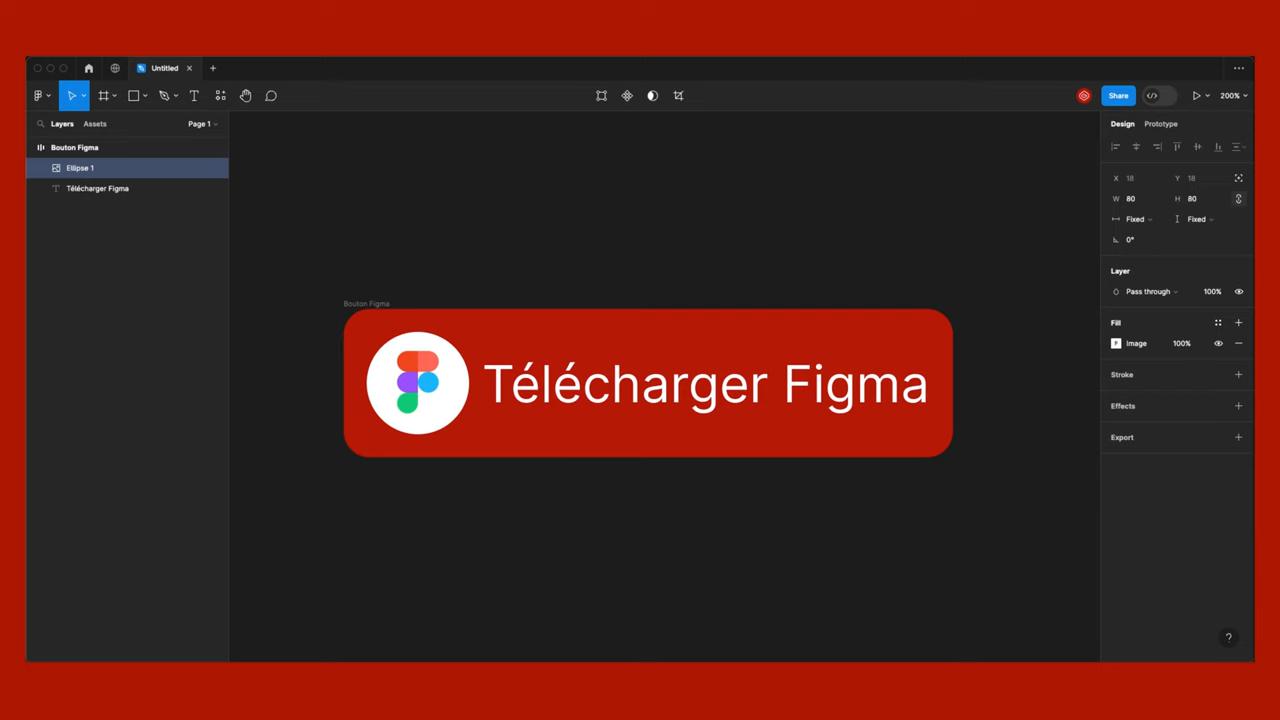 Untitled
Share
200%
Layers
Assets
Page 1
Design
Prototype
Bouton Figma
Ellipse 1
Télécharger Figma
X 18
Y 18
W 80
H 80
Fixed
Fixed
0°
Layer
Pass through
100%
Fill
Image
100%
Stroke
Effects
Export
Bouton Figma
Télécharger Figma
?